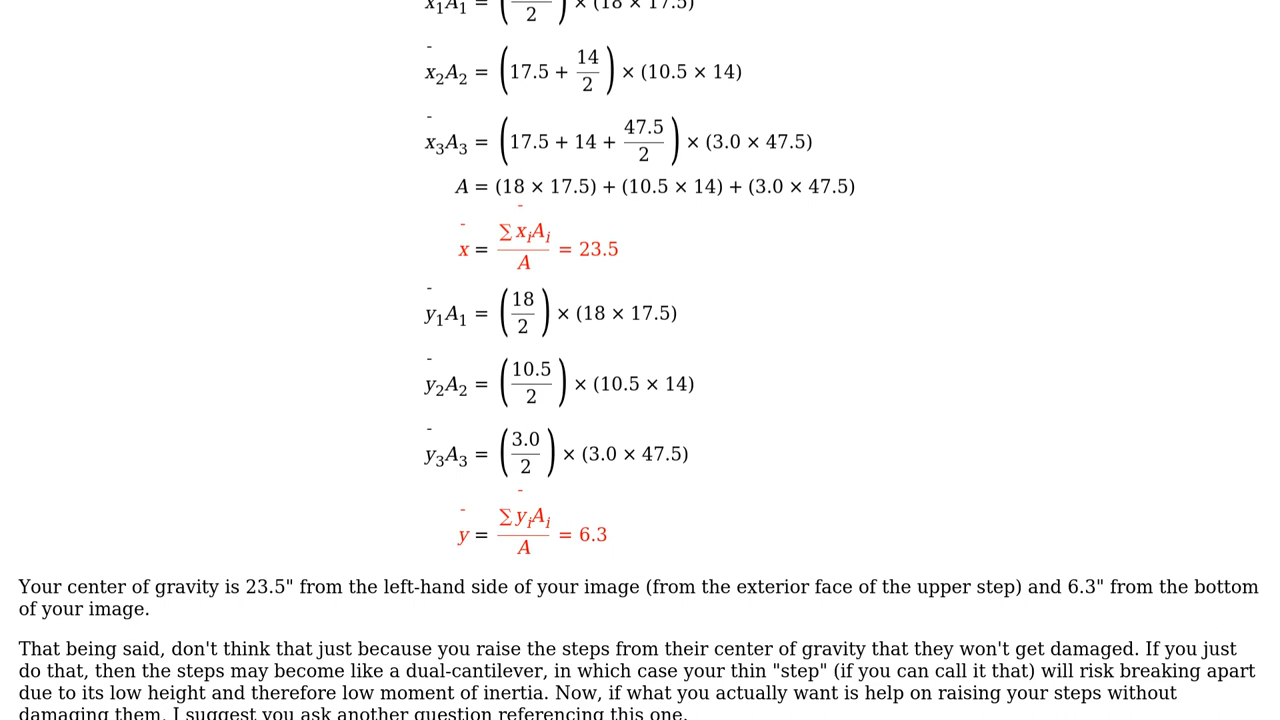 x̄₁A₁ = ( /2) × (18 × 17.5)
x̄₂A₂ = (17.5 + 14/2) × (10.5 × 14)
x̄₃A₃ = (17.5 + 14 + 47.5/2) × (3.0 × 47.5)
A = (18 × 17.5) + (10.5 × 14) + (3.0 × 47.5)
x̄ = ∑x̄ᵢAᵢ/A = 23.5
ȳ₁A₁ = (18/2) × (18 × 17.5)
ȳ₂A₂ = (10.5/2) × (10.5 × 14)
ȳ₃A₃ = (3.0/2) × (3.0 × 47.5)
ȳ = ∑ȳᵢAᵢ/A = 6.3
Your center of gravity is 23.5" from the left-hand side of your image (from the exterior face of the upper step) and 6.3" from the bottom
of your image.
That being said, don't think that just because you raise the steps from their center of gravity that they won't get damaged. If you just
do that, then the steps may become like a dual-cantilever, in which case your thin "step" (if you can call it that) will risk breaking apart
due to its low height and therefore low moment of inertia. Now, if what you actually want is help on raising your steps without
damaging them, I suggest you ask another question referencing this one.